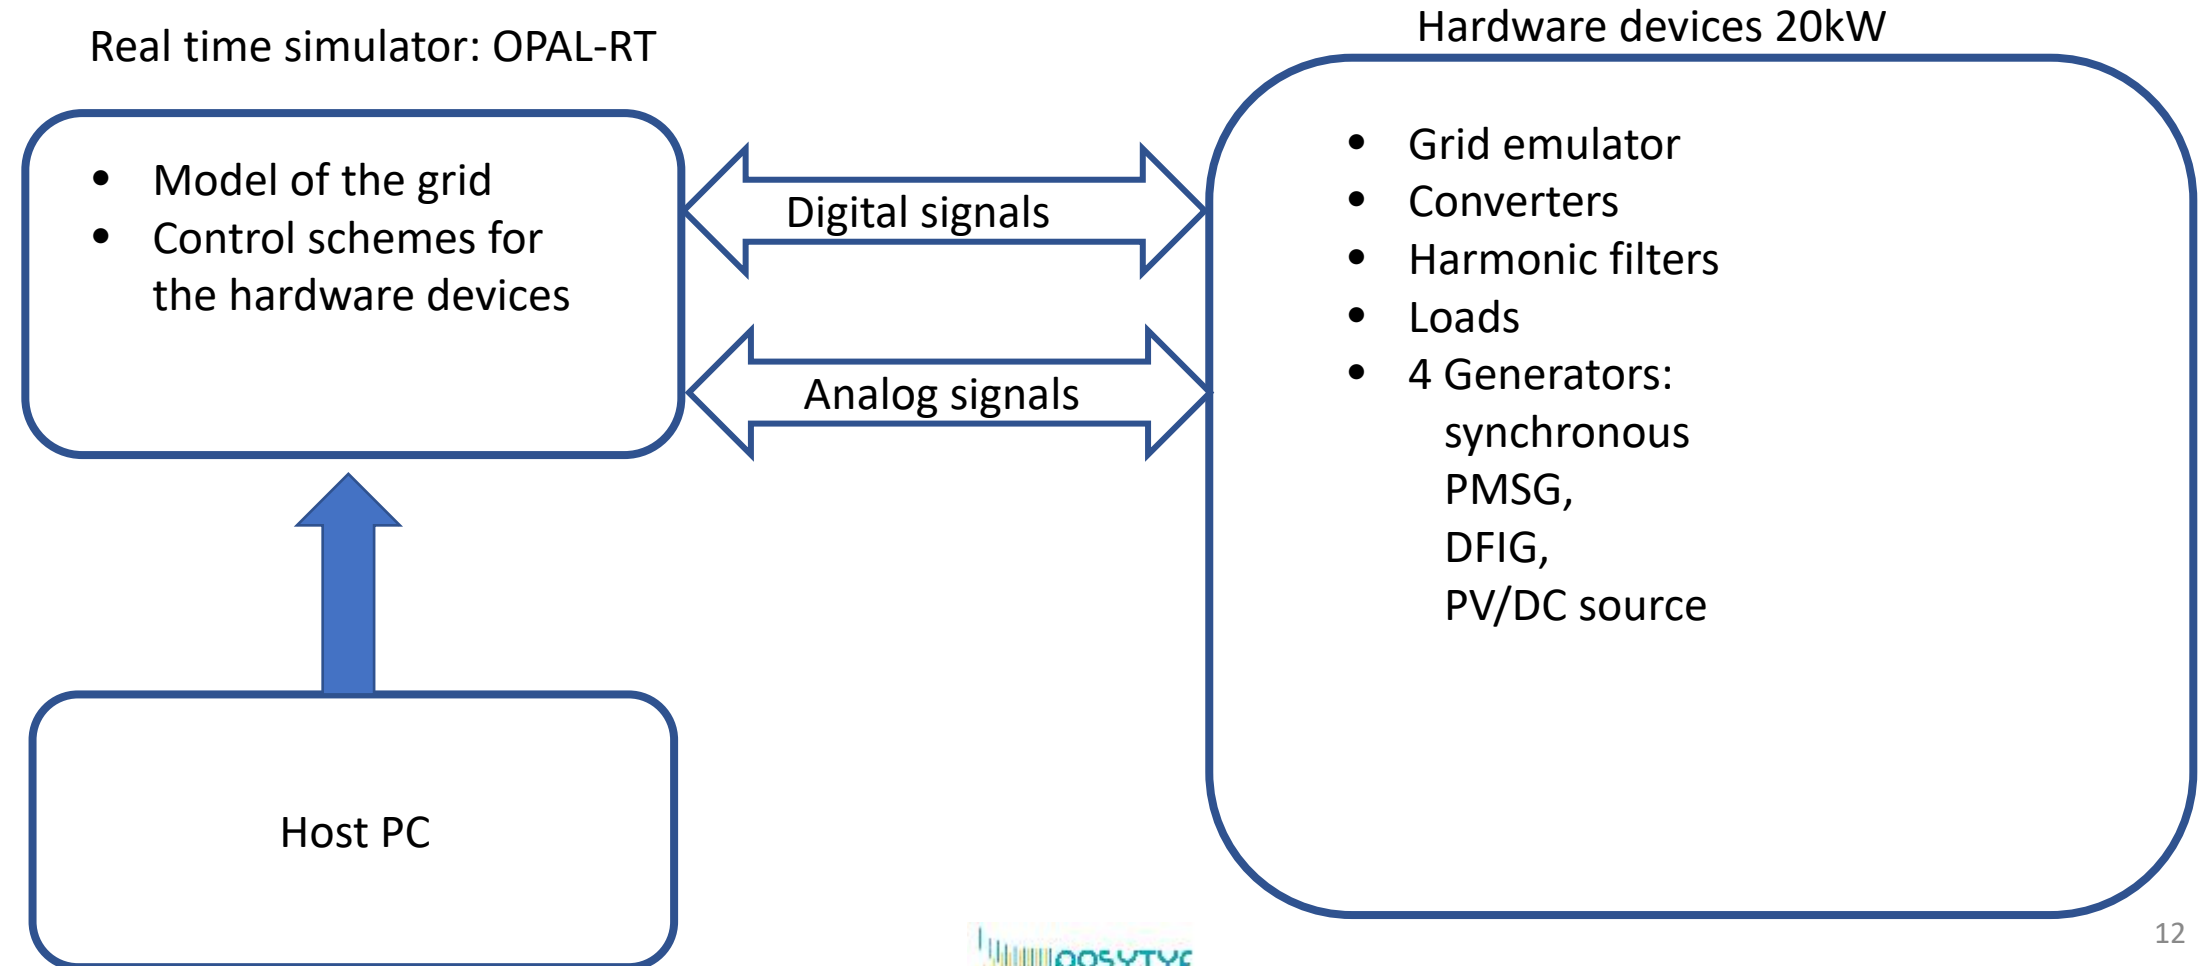 Real time simulator: OPAL-RT
Hardware devices 20kW
• Model of the grid
• Control schemes for
the hardware devices
Digital signals
Analog signals
• Grid emulator
• Converters
• Harmonic filters
• Loads
• 4 Generators:
synchronous
PMSG,
DFIG,
PV/DC source
Host PC
12